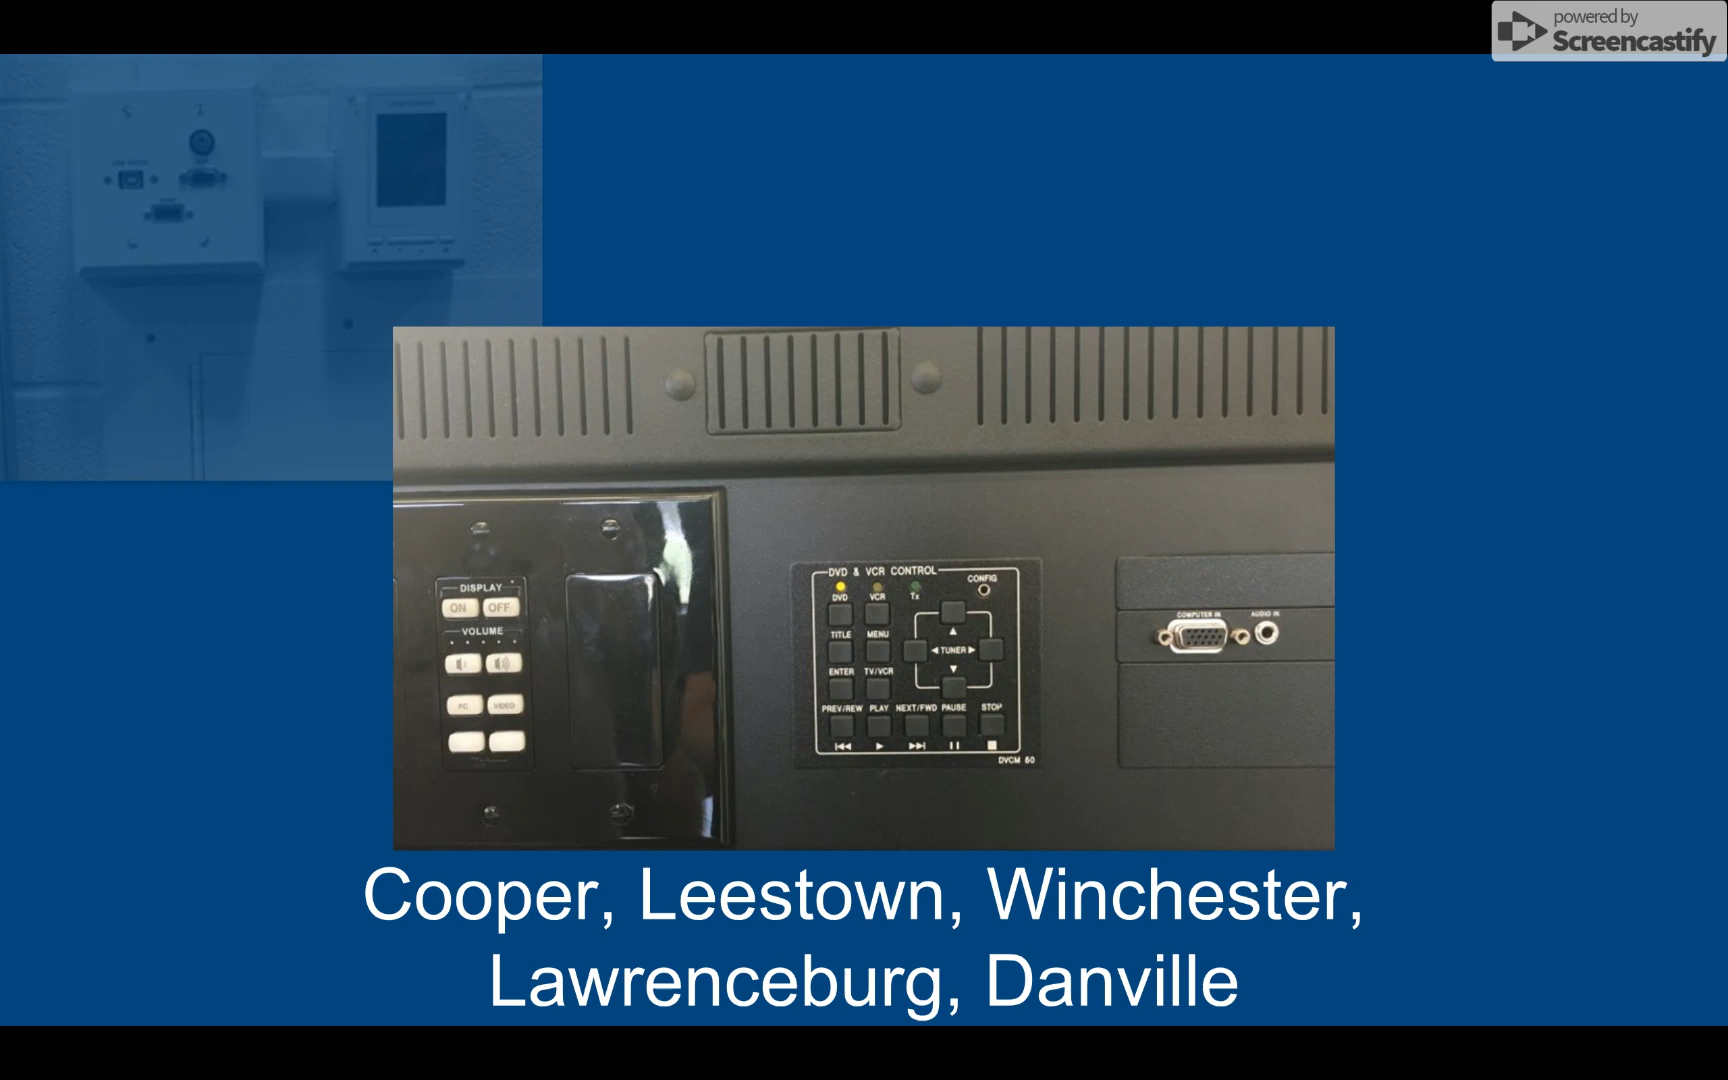 powered by
Screencastify
DISPLAY
ON OFF
VOLUME
PC VIDEO
DVD & VCR CONTROL
CONFIG
DVD VCR Tx
TITLE MENU
◄ TUNER ►
ENTER TV/VCR
PREV/REW PLAY NEXT/FWD PAUSE STOP
DVCM 50
COMPUTER IN AUDIO IN
Cooper, Leestown, Winchester,
Lawrenceburg, Danville